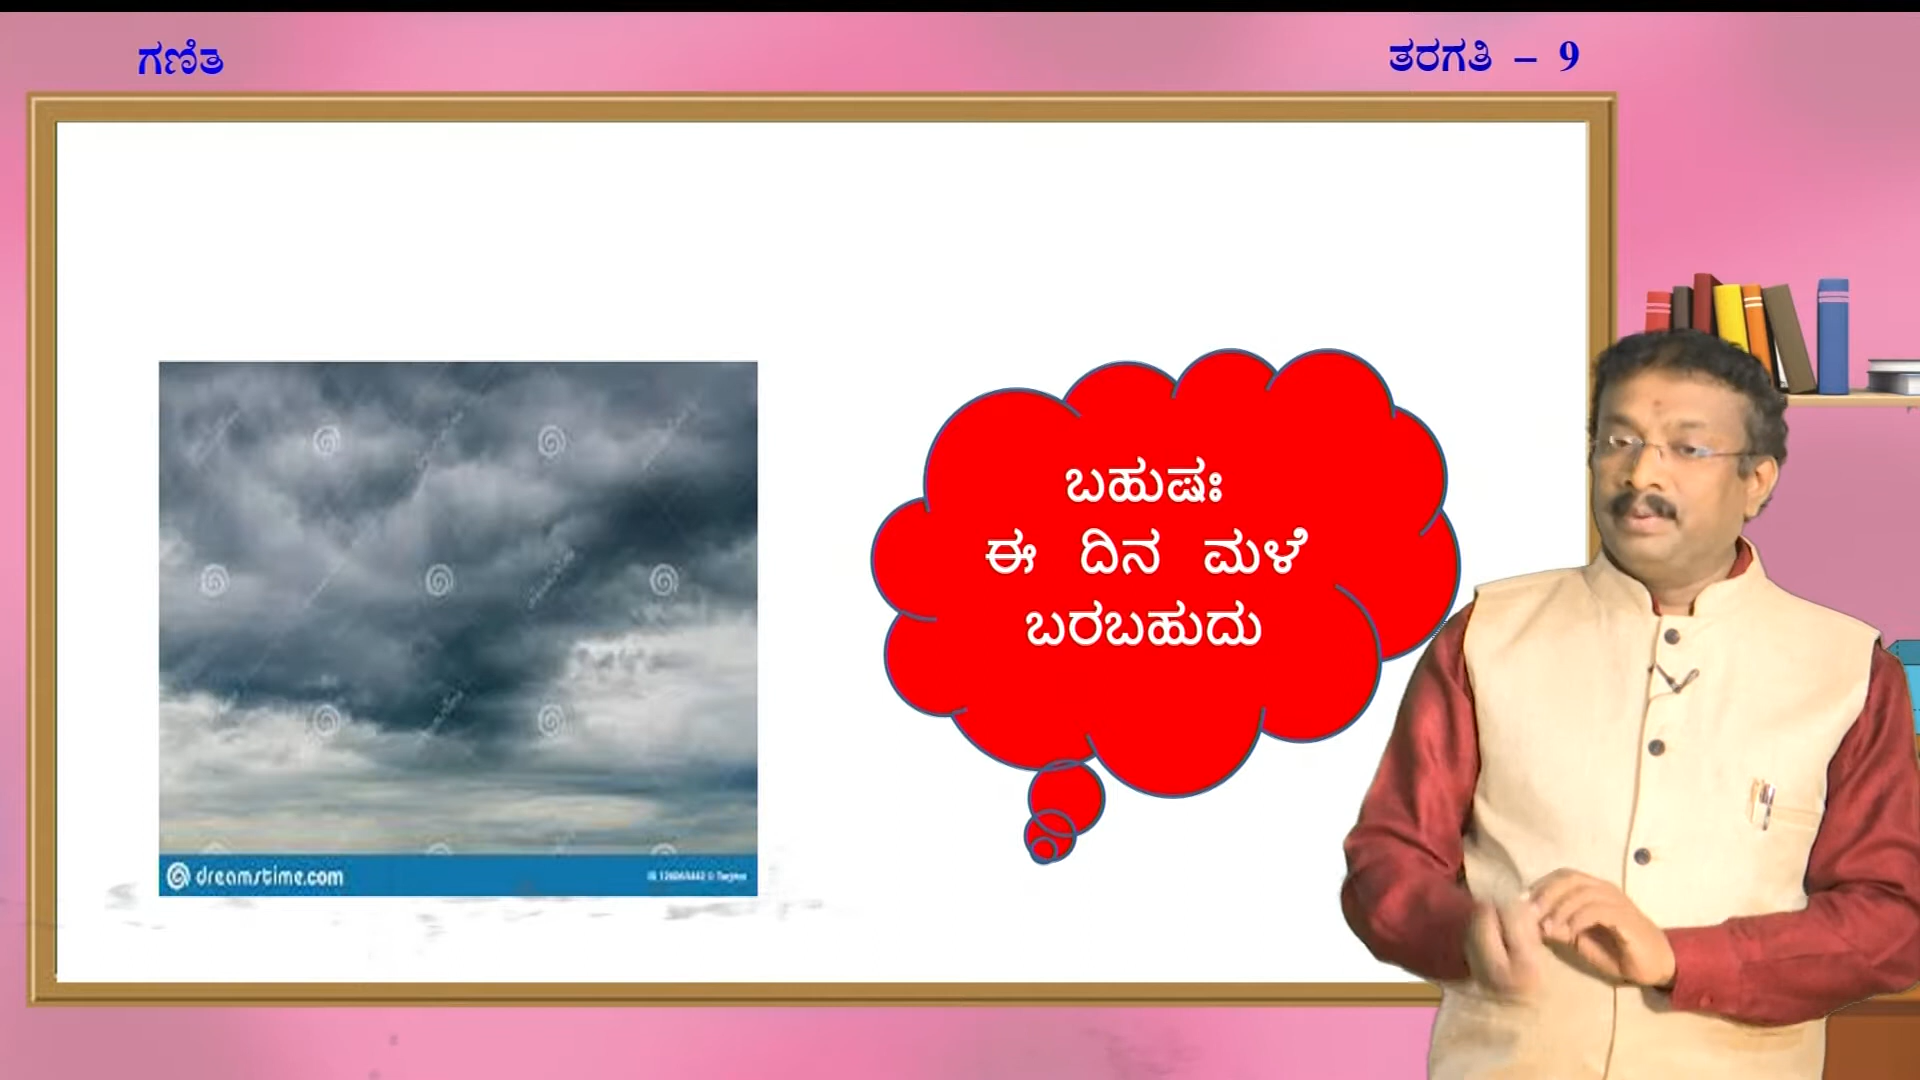 ಗಣಿತ
ತರಗತಿ – 9
ಬಹುಷಃ
ಈ ದಿನ ಮಳೆ
ಬರಬಹುದು
dreamstime.com